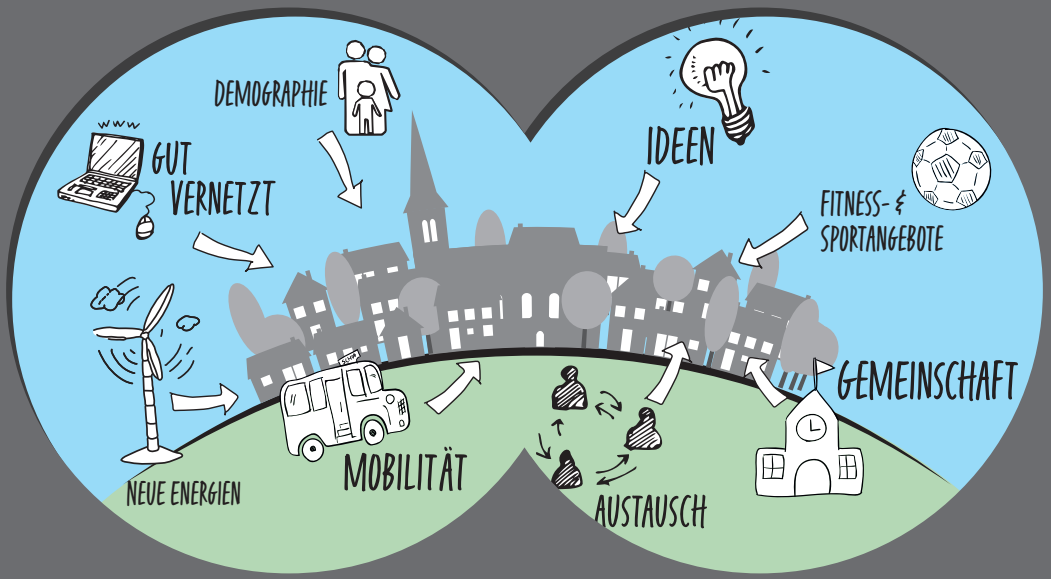 DEMOGRAPHIE
IDEEN
GUT
VERNETZT
FITNESS- &
SPORTANGEBOTE
GEMEINSCHAFT
MOBILITÄT
NEUE ENERGIEN
AUSTAUSCH